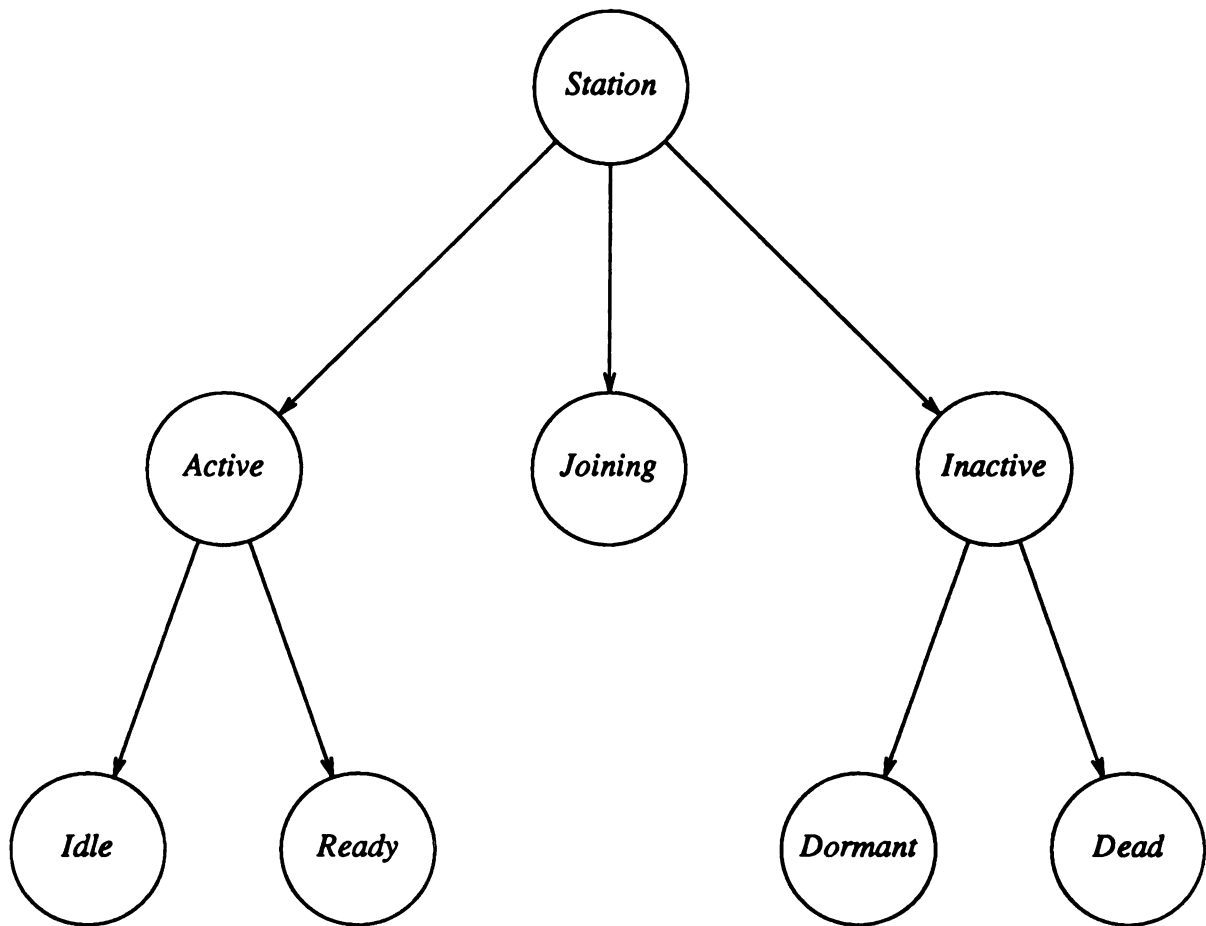 Station
Active
Joining
Inactive
Idle
Ready
Dormant
Dead